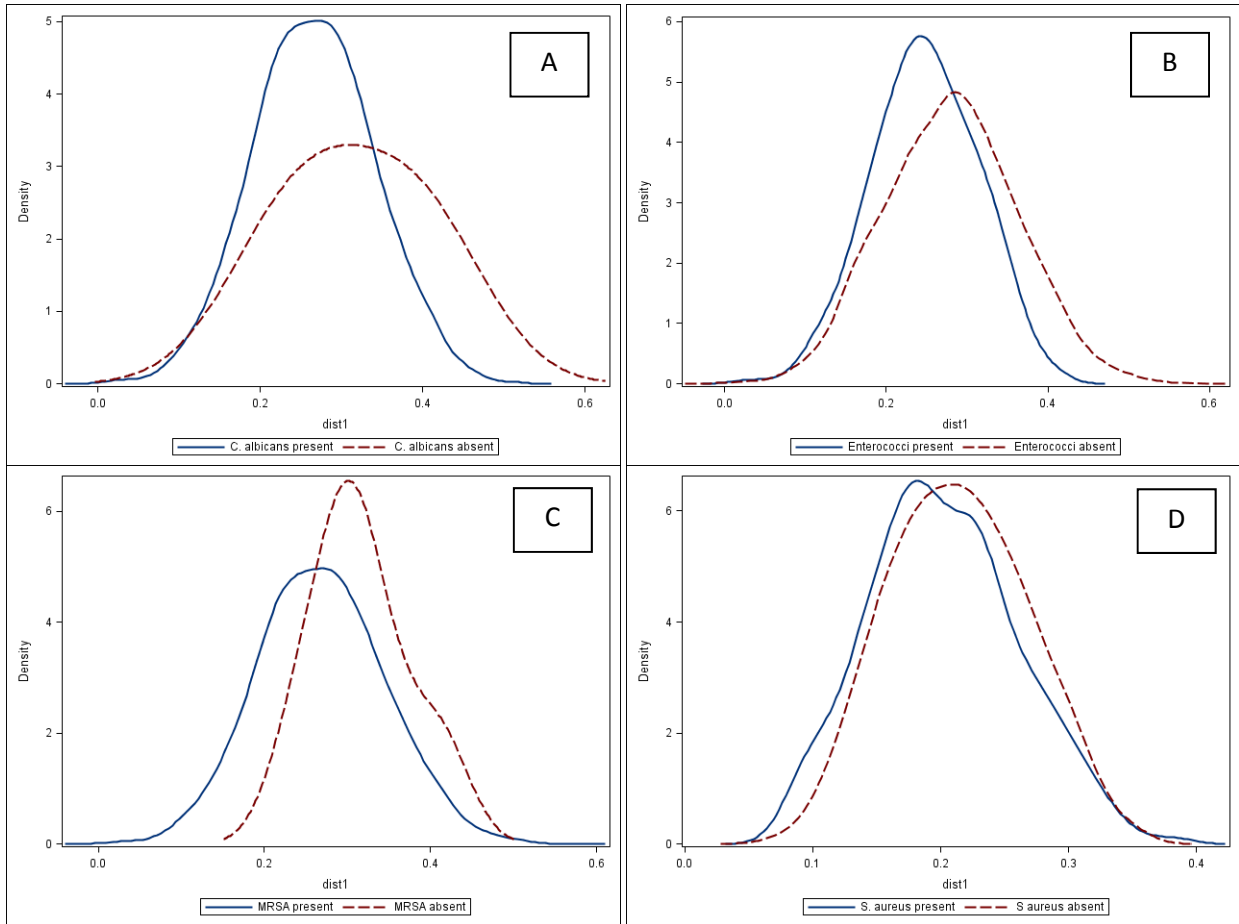 A
5
4
3
2
1
0
Density
0.0 0.2 0.4 0.6
dist1
C. albicans present C. albicans absent
B
6
5
4
3
2
1
0
Density
0.0 0.2 0.4 0.6
dist1
Enterococci present Enterococci absent
C
6
4
2
0
Density
0.0 0.2 0.4 0.6
dist1
MRSA present MRSA absent
D
6
4
2
0
Density
0.0 0.1 0.2 0.3 0.4
dist1
S. aureus present S aureus absent